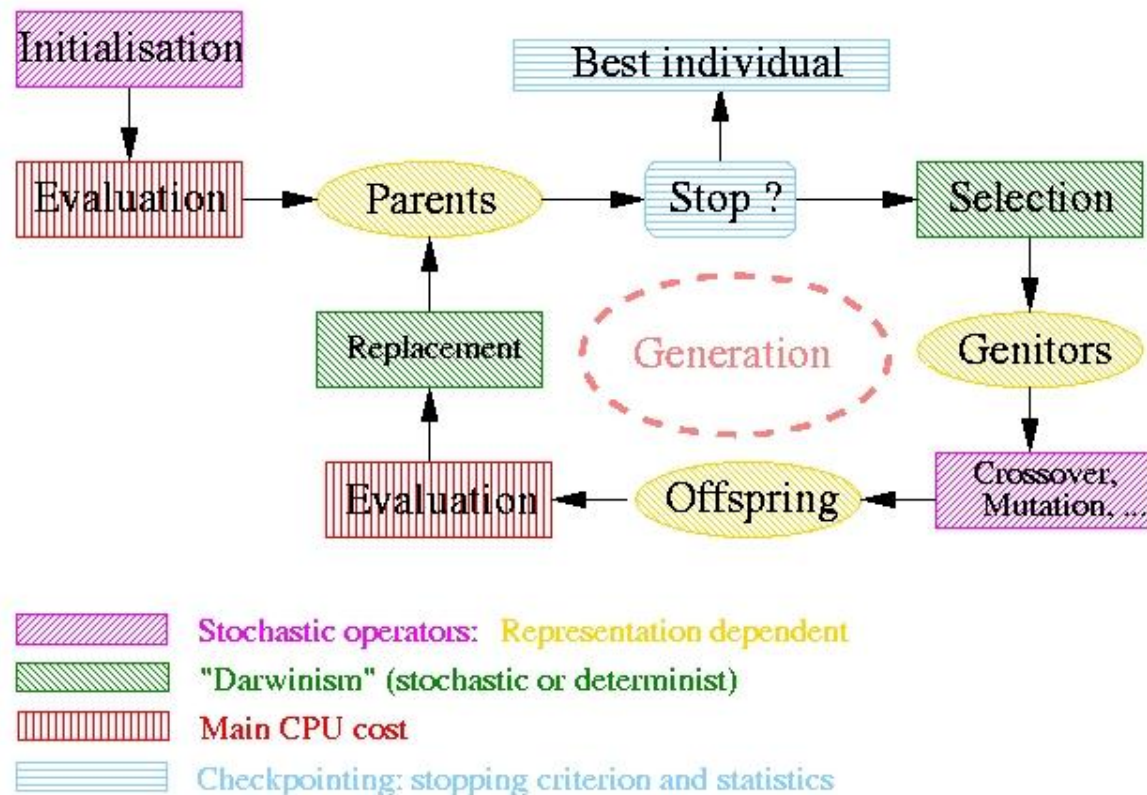 Initialisation
Best individual
Evaluation
Parents
Stop ?
Selection
Replacement
Generation
Genitors
Evaluation
Offspring
Crossover,
Mutation, ...
Stochastic operators: Representation dependent
"Darwinism" (stochastic or determinist)
Main CPU cost
Checkpointing: stopping criterion and statistics